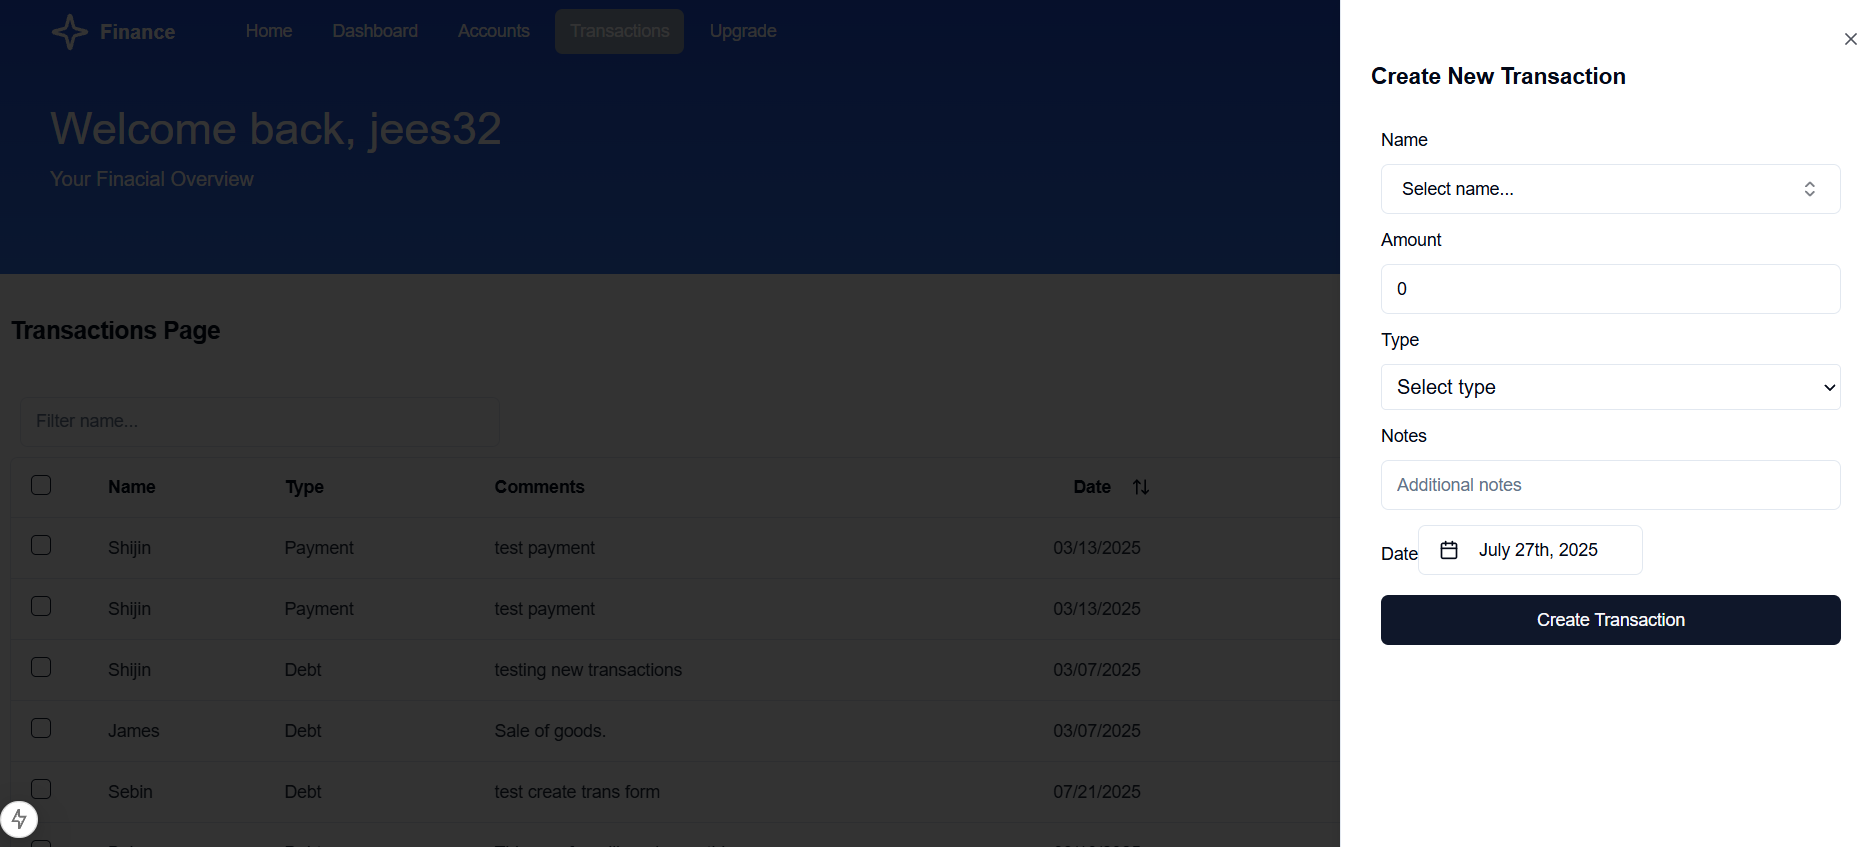 Finance
Home
Dashboard
Accounts
Transactions
Upgrade
Welcome back, jees32
Your Finacial Overview
Transactions Page
Filter name...
Name Type Comments Date
Shijin Payment test payment 03/13/2025
Shijin Payment test payment 03/13/2025
Shijin Debt testing new transactions 03/07/2025
James Debt Sale of goods. 03/07/2025
Sebin Debt test create trans form 07/21/2025
Create New Transaction
Name
Select name...
Amount
0
Type
Select type
Notes
Additional notes
Date July 27th, 2025
Create Transaction